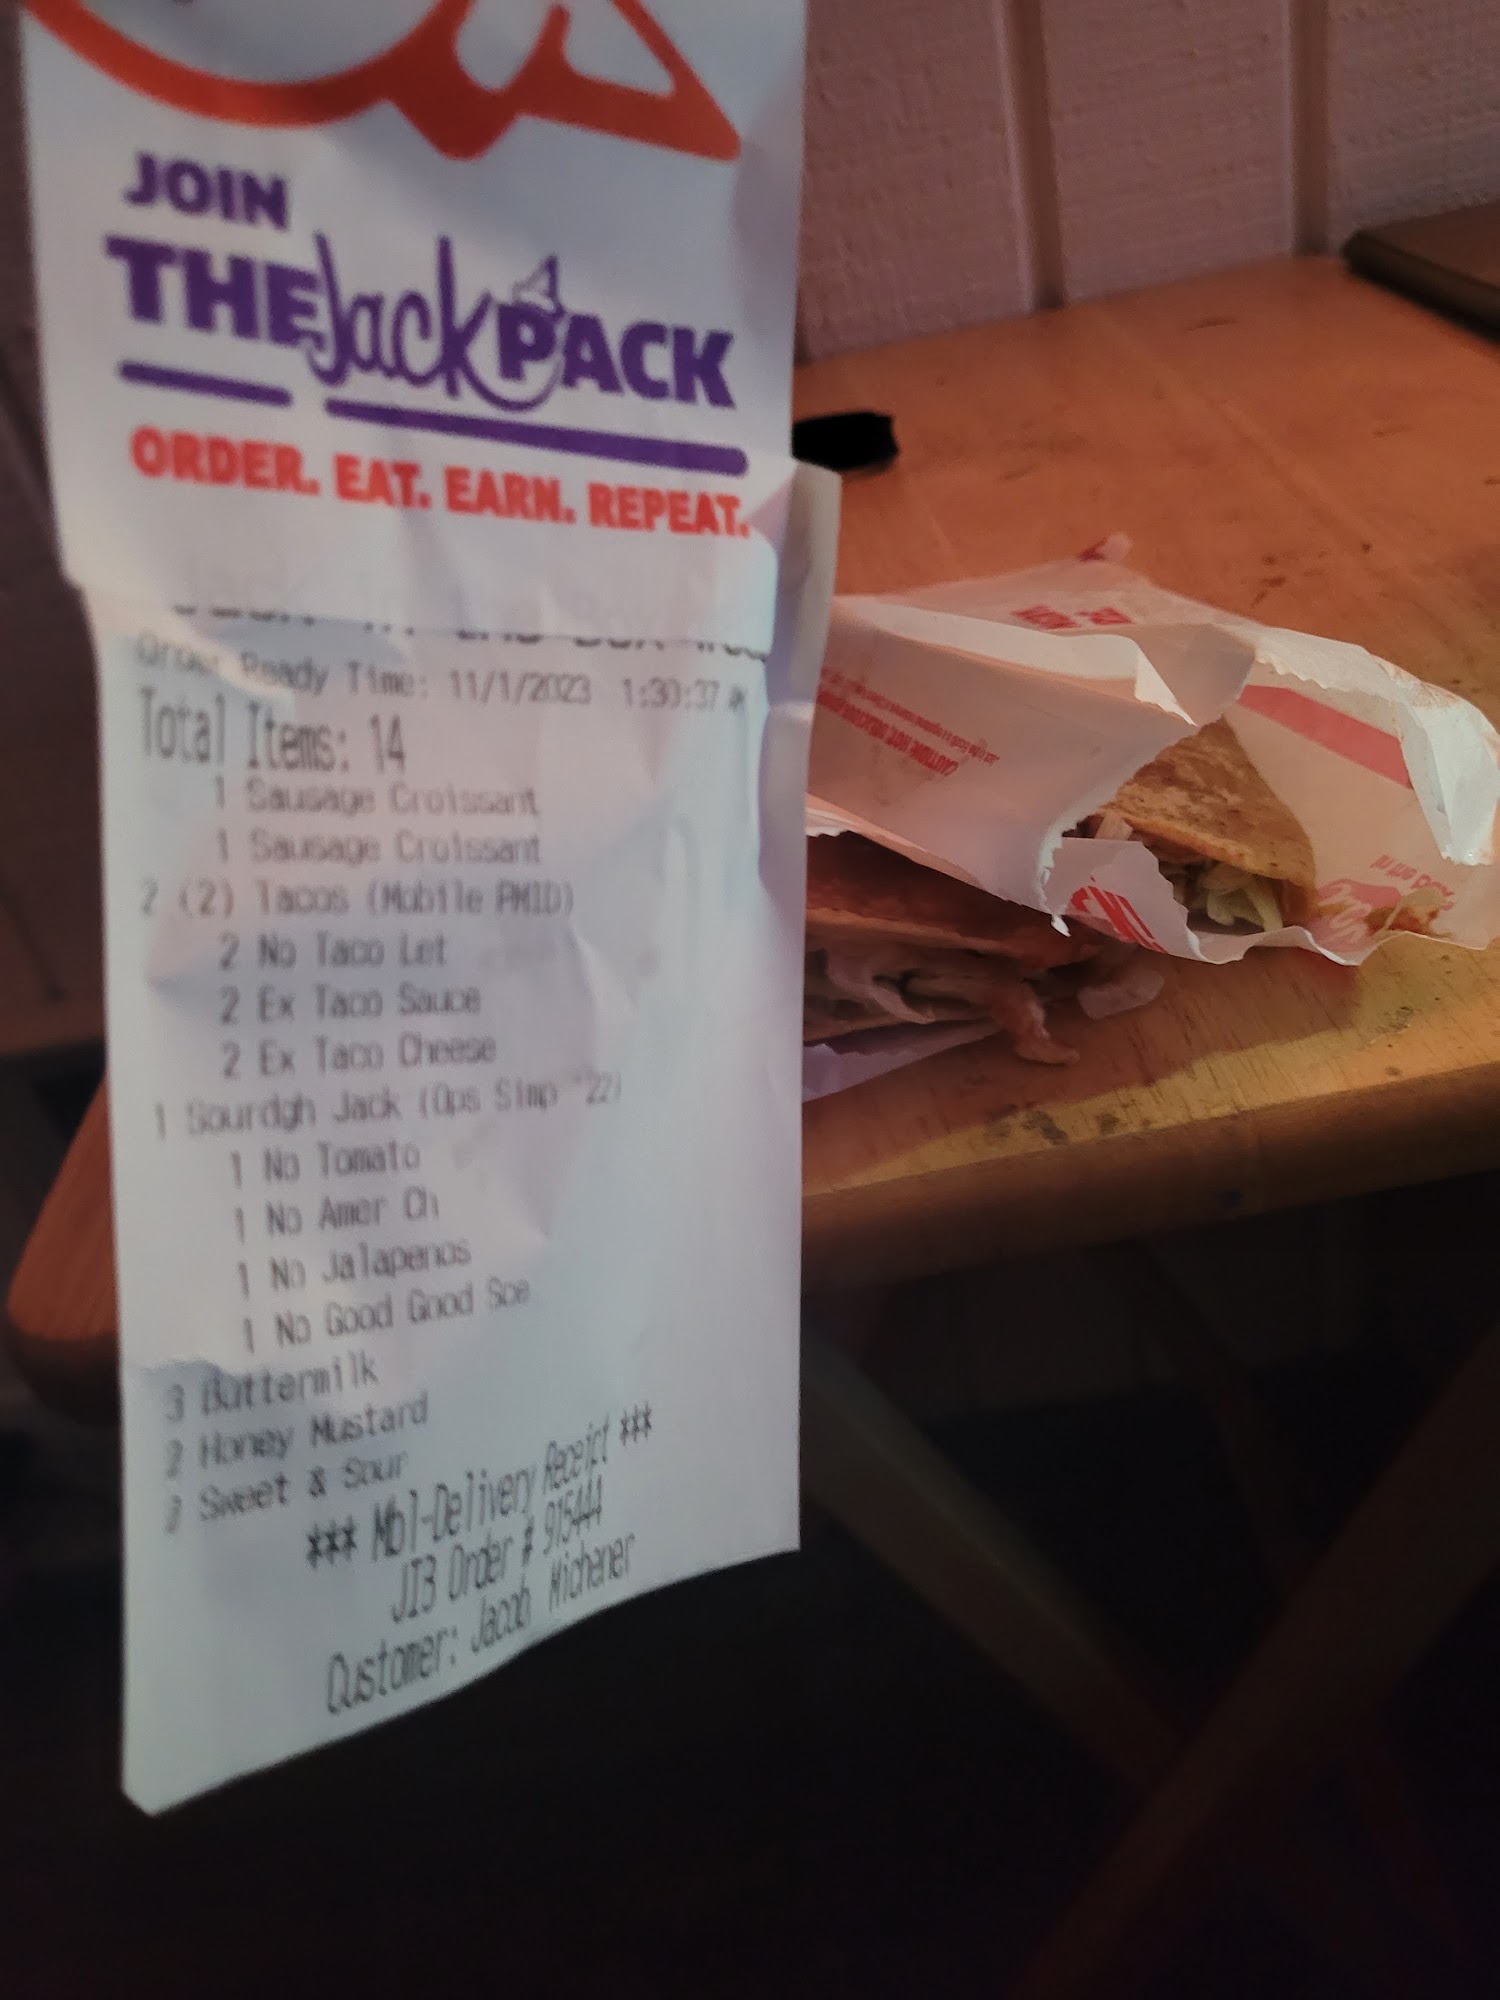 JOIN
THE Jack PACK
ORDER. EAT. EARN. REPEAT.
Order Ready Time: 11/1/2023 1:30:37
Total Items: 14
1 Sausage Croissant
1 Sausage Croissant
2 (2) Tacos (Mobile PMID)
2 No Taco Let
2 Ex Taco Sauce
2 Ex Taco Cheese
1 Sourdgh Jack (Ops Simp '22)
1 No Tomato
1 No Amer Ch
1 No Jalapenos
1 No Good Good Sce
3 Buttermilk
2 Honey Mustard
Sweet & Sour
*** Mbl-Delivery Receipt ***
JIB Order # 915444
Customer: Jacob Michener
CAUTION: HOT, DELICIOUS